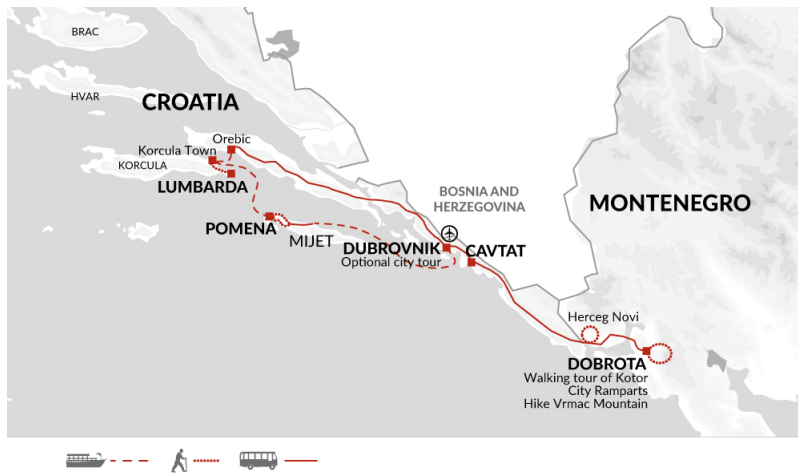 BRAC
HVAR
CROATIA
Orebic
Korcula Town
KORCULA
LUMBARDA
POMENA
MIJET
BOSNIA AND
HERZEGOVINA
MONTENEGRO
DUBROVNIK
Optional city tour
CAVTAT
Herceg Novi
DOBROTA
Walking tour of Kotor
City Ramparts
Hike Vrmac Mountain